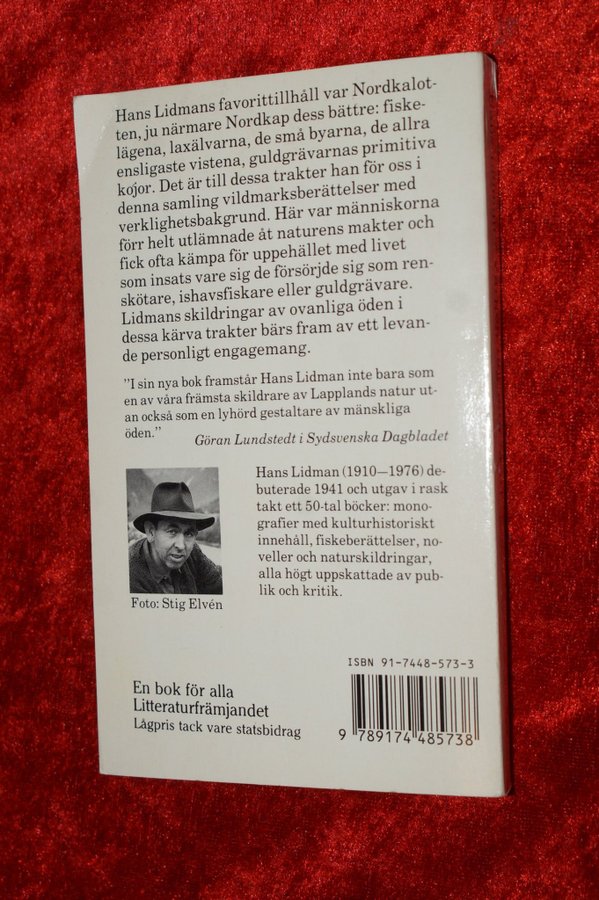 Hans Lidmans favorittillhåll var Nordkalot-
ten, ju närmare Nordkap dess bättre: fiske-
lägena, laxälvarna, de små byarna, de allra
ensligaste vistena, guldgrävarnas primitiva
kojor. Det är till dessa trakter han för oss i
denna samling vildmarksberättelser med
verklighetsbakgrund. Här var människorna
förr helt utlämnade åt naturens makter och
fick ofta kämpa för uppehället med livet
som insats vare sig de försörjde sig som ren-
skötare, ishavsfiskare eller guldgrävare.
Lidmans skildringar av ovanliga öden i
dessa kärva trakter bärs fram av ett levan-
de personligt engagemang.
"I sin nya bok framstår Hans Lidman inte bara som
en av våra främsta skildrare av Lapplands natur ut-
an också som en lyhörd gestaltare av mänskliga
öden."
Göran Lundstedt i Sydsvenska Dagbladet
Hans Lidman (1910—1976) de-
buterade 1941 och utgav i rask
takt ett 50-tal böcker: mono-
grafier med kulturhistoriskt
innehåll, fiskeberättelser, no-
veller och naturskildringar,
alla högt uppskattade av pub-
lik och kritik.
Foto: Stig Elvén
ISBN 91-7448-573-3
En bok för alla
Litteraturfrämjandet
Lågpris tack vare statsbidrag
9 789174 485738